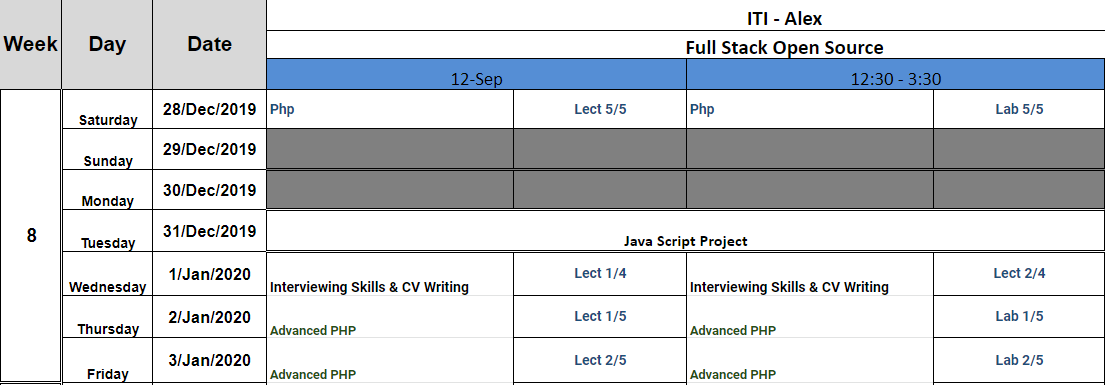 ITI - Alex
Week Day Date
Full Stack Open Source
12-Sep 12:30 - 3:30
Saturday 28/Dec/2019 Php Lect 5/5 Php Lab 5/5
Sunday 29/Dec/2019
Monday 30/Dec/2019
8
Tuesday 31/Dec/2019 Java Script Project
Wednesday 1/Jan/2020 Interviewing Skills & CV Writing Lect 1/4 Interviewing Skills & CV Writing Lect 2/4
Thursday 2/Jan/2020 Advanced PHP Lect 1/5 Advanced PHP Lab 1/5
Friday 3/Jan/2020 Advanced PHP Lect 2/5 Advanced PHP Lab 2/5